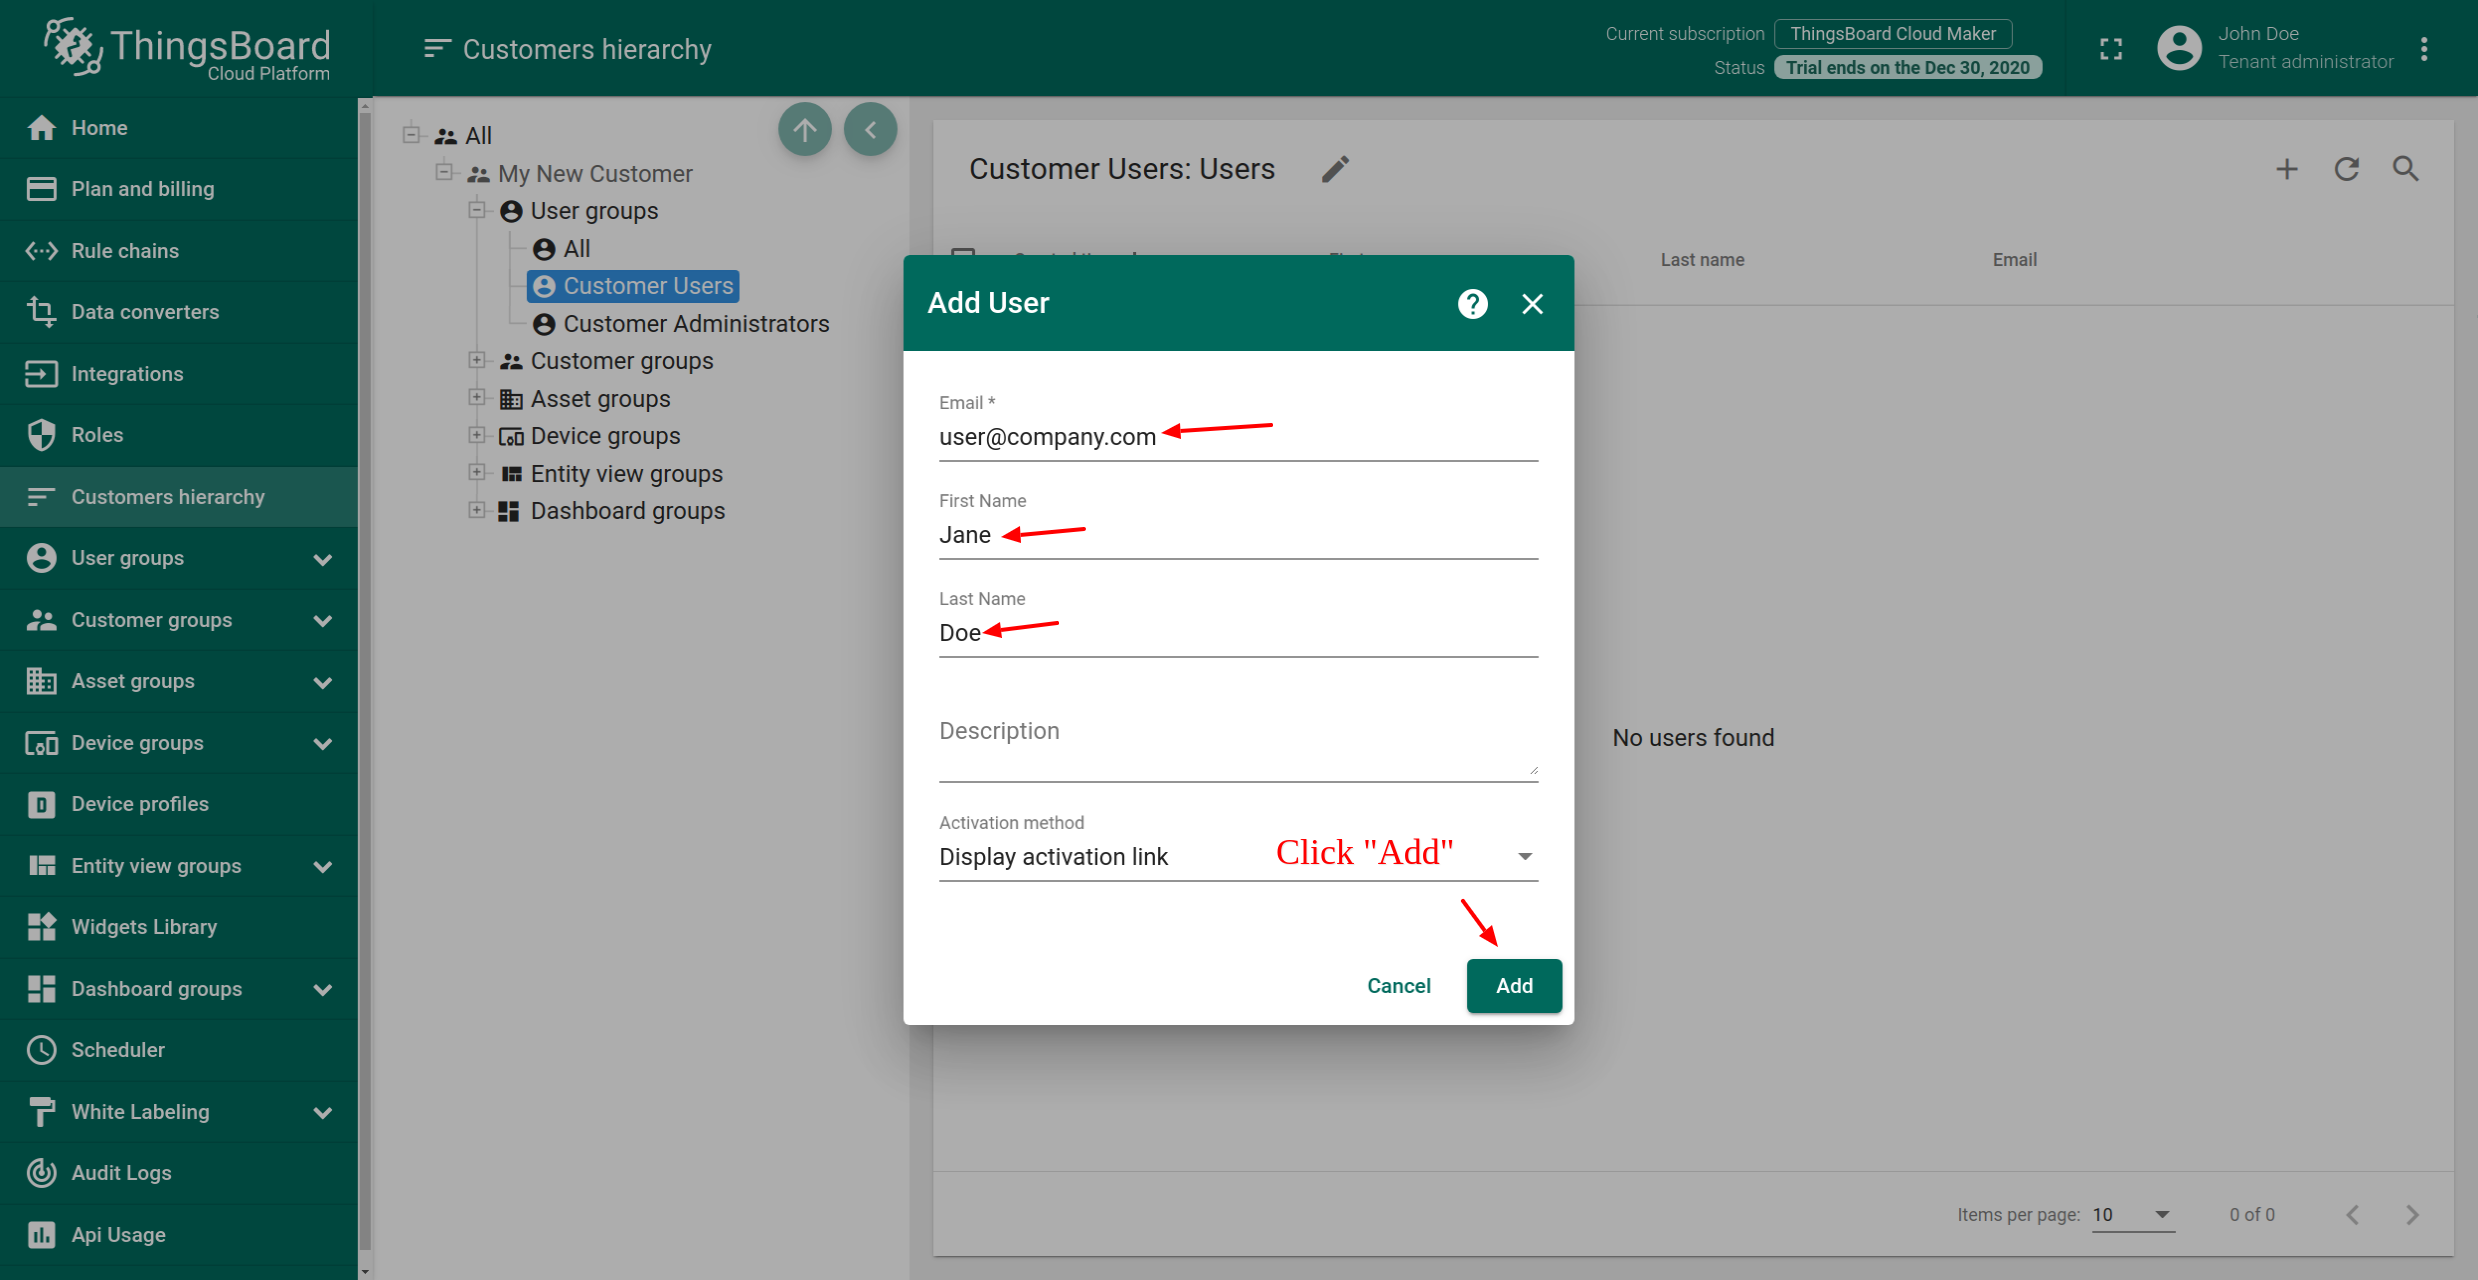 ThingsBoard
Cloud Platform
Customers hierarchy
Current subscription
ThingsBoard Cloud Maker
Status
Trial ends on the Dec 30, 2020
John Doe
Tenant administrator
Home
Plan and billing
Rule chains
Data converters
Integrations
Roles
Customers hierarchy
User groups
Customer groups
Asset groups
Device groups
Device profiles
Entity view groups
Widgets Library
Dashboard groups
Scheduler
White Labeling
Audit Logs
Api Usage
All
My New Customer
User groups
All
Customer Users
Customer Administrators
Customer groups
Asset groups
Device groups
Entity view groups
Dashboard groups
Customer Users: Users
Last name
Email
No users found
Items per page:
10
0 of 0
Add User
Email *
user@company.com
First Name
Jane
Last Name
Doe
Description
Activation method
Display activation link
Click "Add"
Cancel
Add